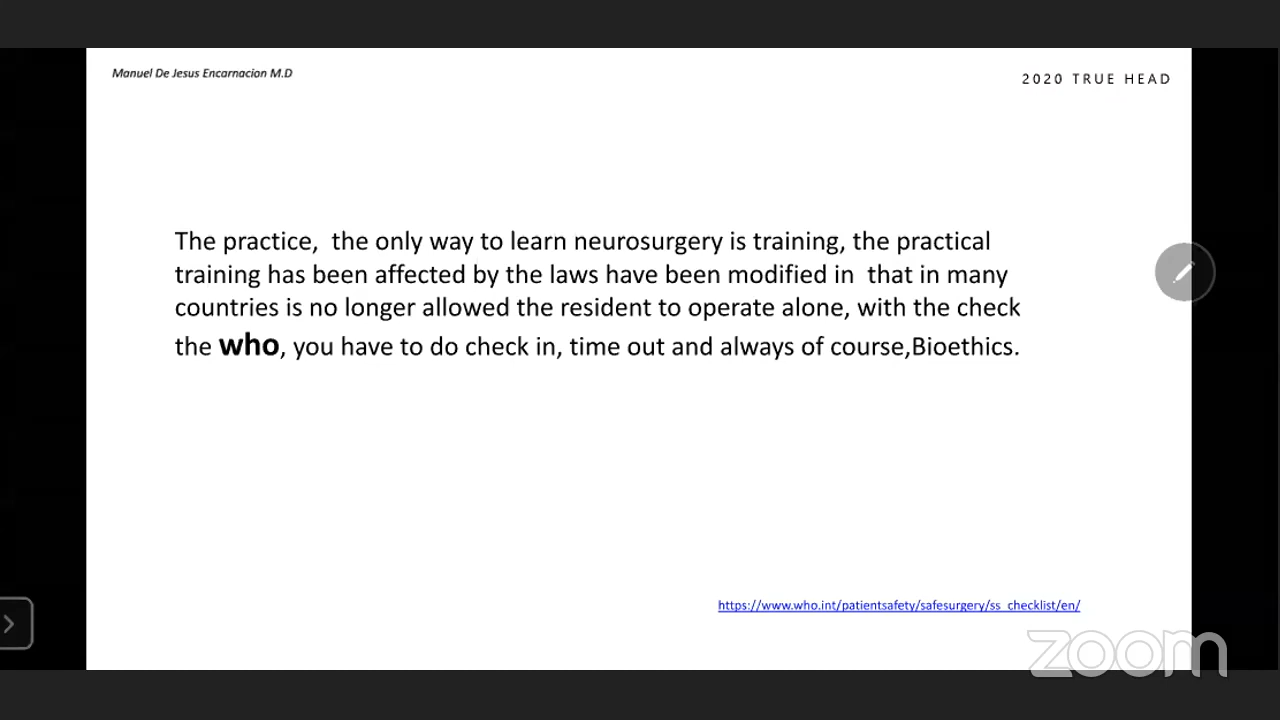 Manuel De Jesus Encarnacion M.D
2020 TRUE HEAD
The practice, the only way to learn neurosurgery is training, the practical
training has been affected by the laws have been modified in that in many
countries is no longer allowed the resident to operate alone, with the check
the who, you have to do check in, time out and always of course,Bioethics.
https://www.who.int/patientsafety/safesurgery/ss_checklist/en/
zoom